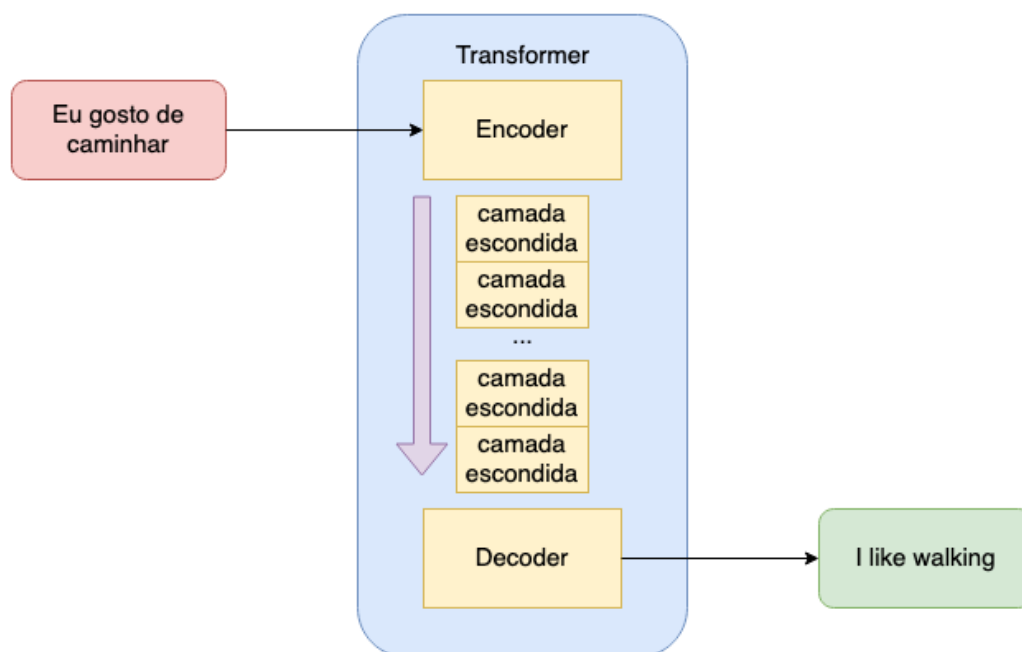 Transformer
Eu gosto de
caminhar
Encoder
camada
escondida
camada
escondida
...
camada
escondida
camada
escondida
Decoder
I like walking